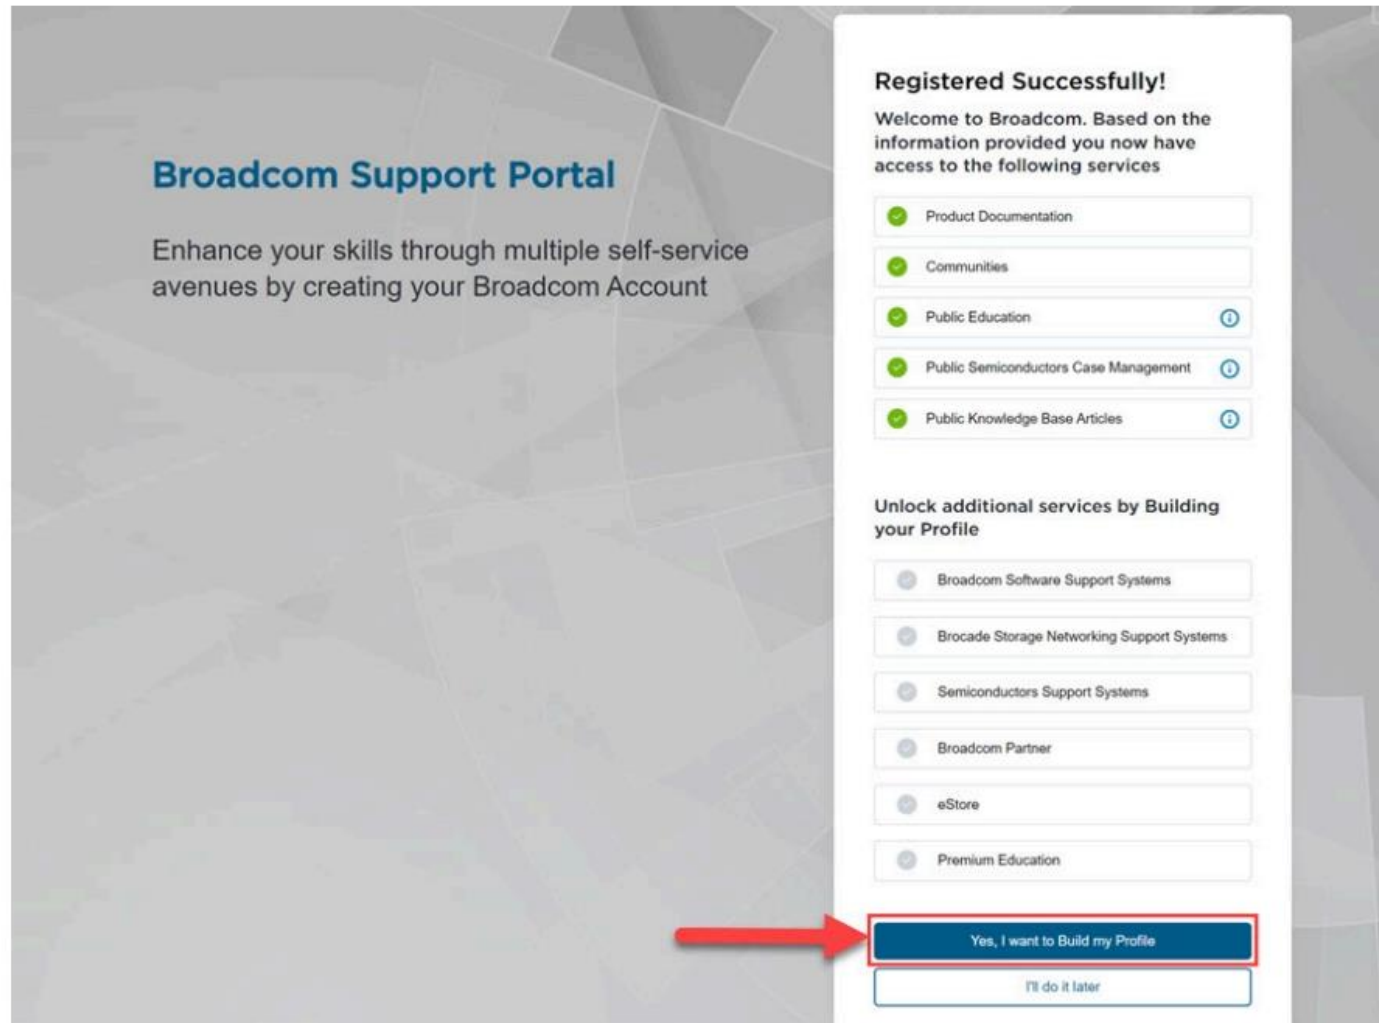 Broadcom Support Portal
Enhance your skills through multiple self-service
avenues by creating your Broadcom Account
Registered Successfully!
Welcome to Broadcom. Based on the
information provided you now have
access to the following services
Product Documentation
Communities
Public Education
Public Semiconductors Case Management
Public Knowledge Base Articles
Unlock additional services by Building
your Profile
Broadcom Software Support Systems
Brocade Storage Networking Support Systems
Semiconductors Support Systems
Broadcom Partner
eStore
Premium Education
Yes, I want to Build my Profile
I'll do it later